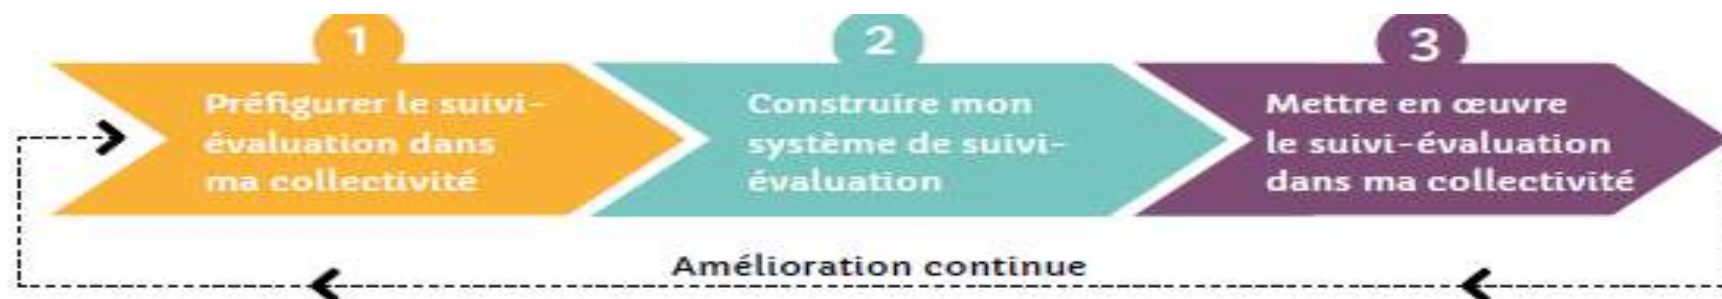 1
Préfigurer le suivi-
évaluation dans
ma collectivité
2
Construire mon
système de suivi-
évaluation
3
Mettre en œuvre
le suivi-évaluation
dans ma collectivité
Amélioration continue